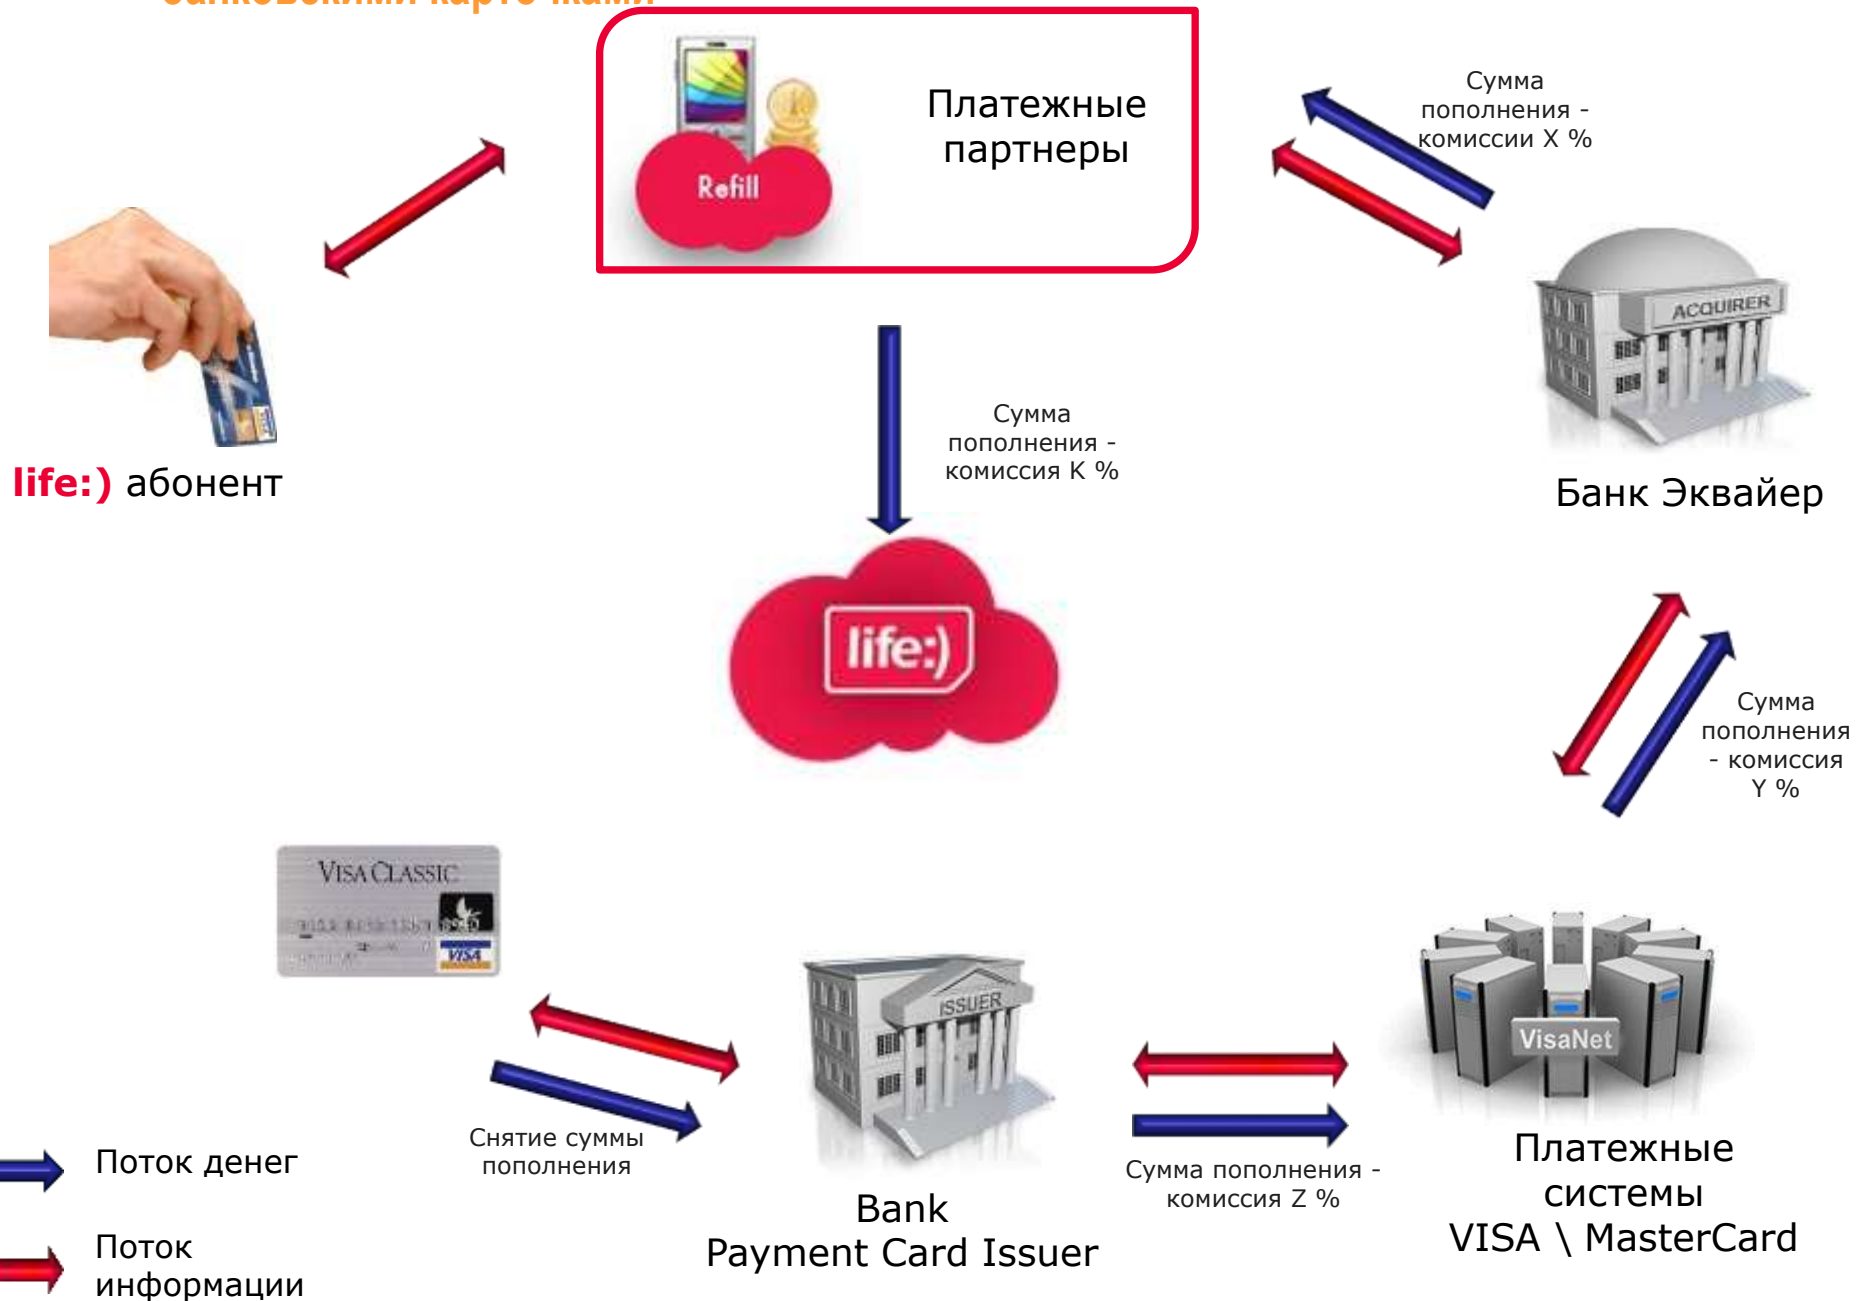 банковскими карточками
Refill
Платежные
партнеры
Сумма
пополнения -
комиссии X %
ACQUIRER
Банк Эквайер
life:) абонент
Сумма
пополнения -
комиссия K %
life:)
Сумма
пополнения
- комиссия
Y %
VISA CLASSIC
VISA
ISSUER
VisaNet
Снятие суммы
пополнения
Bank
Payment Card Issuer
Сумма пополнения -
комиссия Z %
Платежные
системы
VISA \ MasterCard
Поток денег
Поток
информации